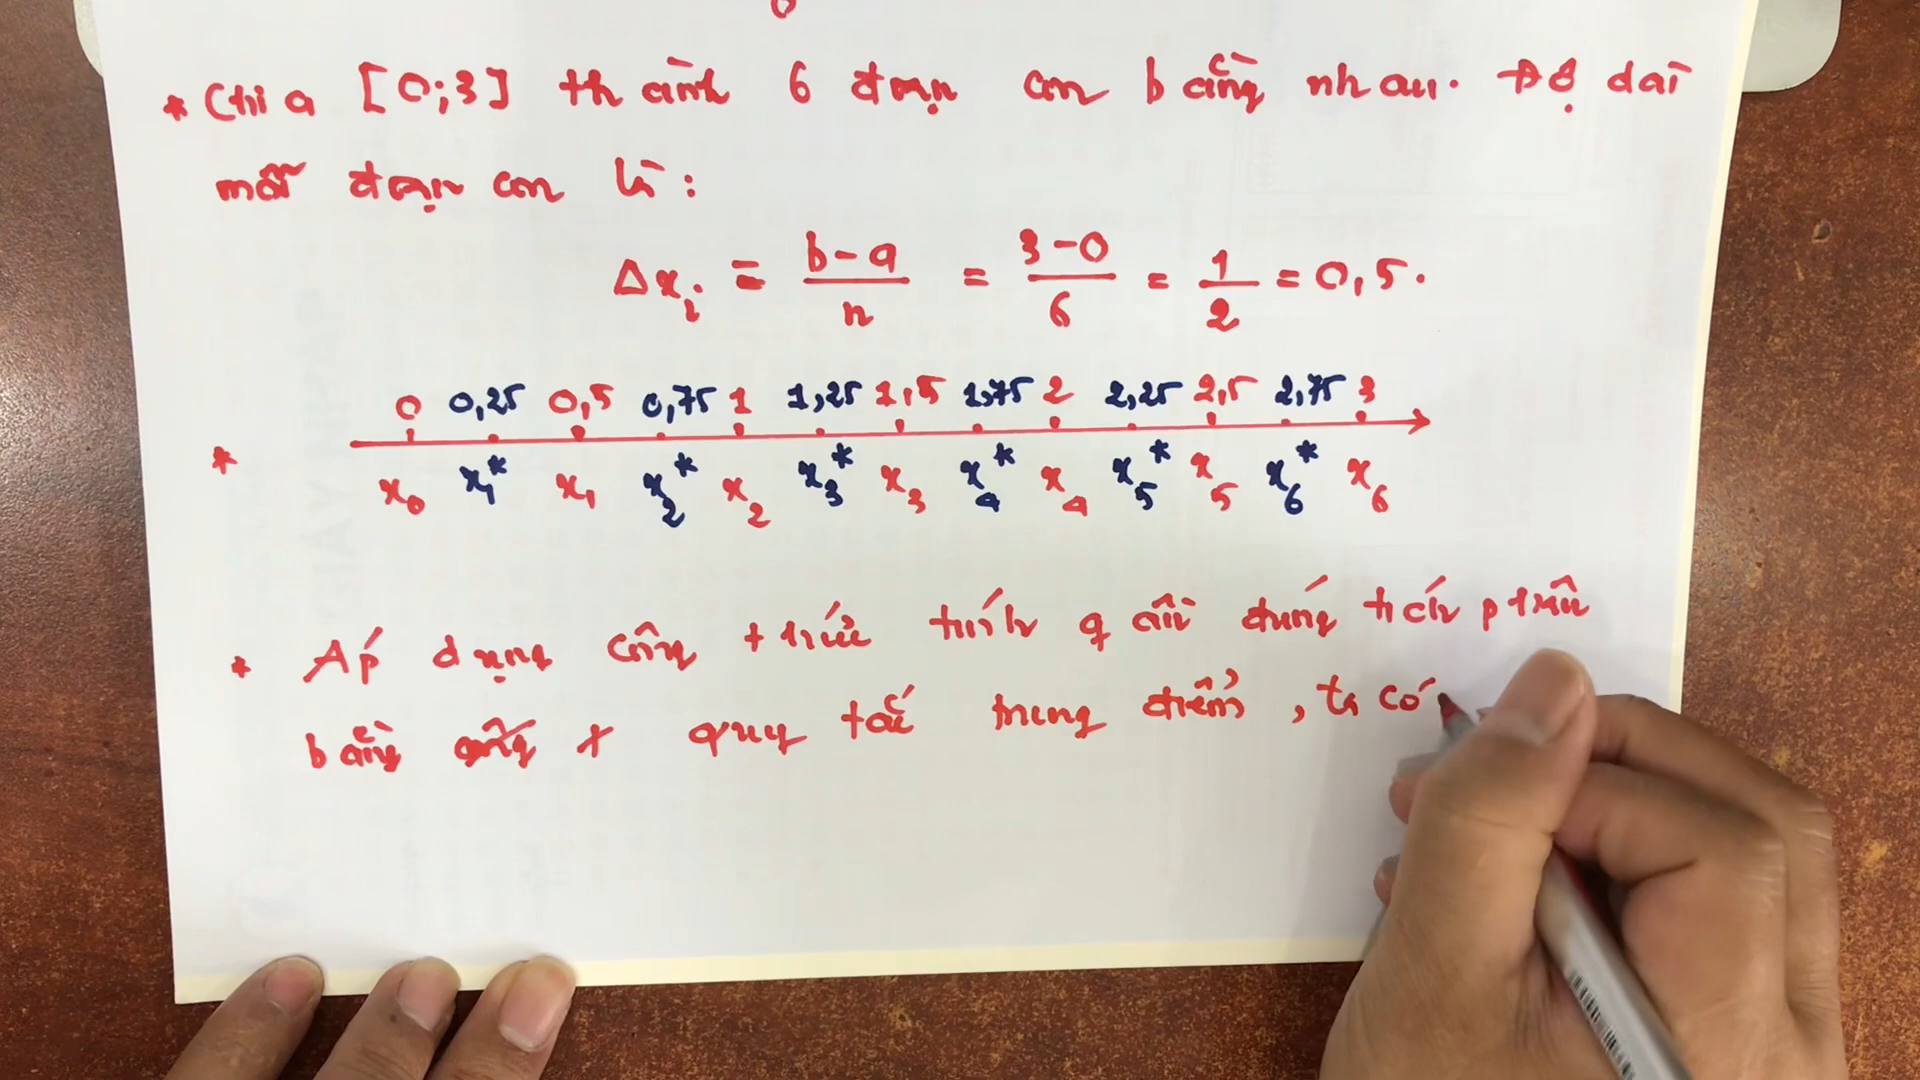 * Chia [0;3] thành 6 đoạn con bằng nhau. Độ dài
mỗi đoạn con là:
Δxᵢ = (b-a)/n = (3-0)/6 = 1/2 = 0,5.
0 0,25 0,5 0,75 1 1,25 1,5 1,75 2 2,25 2,5 2,75 3
* x₀ x₁* x₁ x₂* x₂ x₃* x₃ x₄* x₄ x₅* x₅ x₆* x₆
* Áp dụng công thức tính gần đúng tích phân
bằng quy tắc trung điểm, ta có